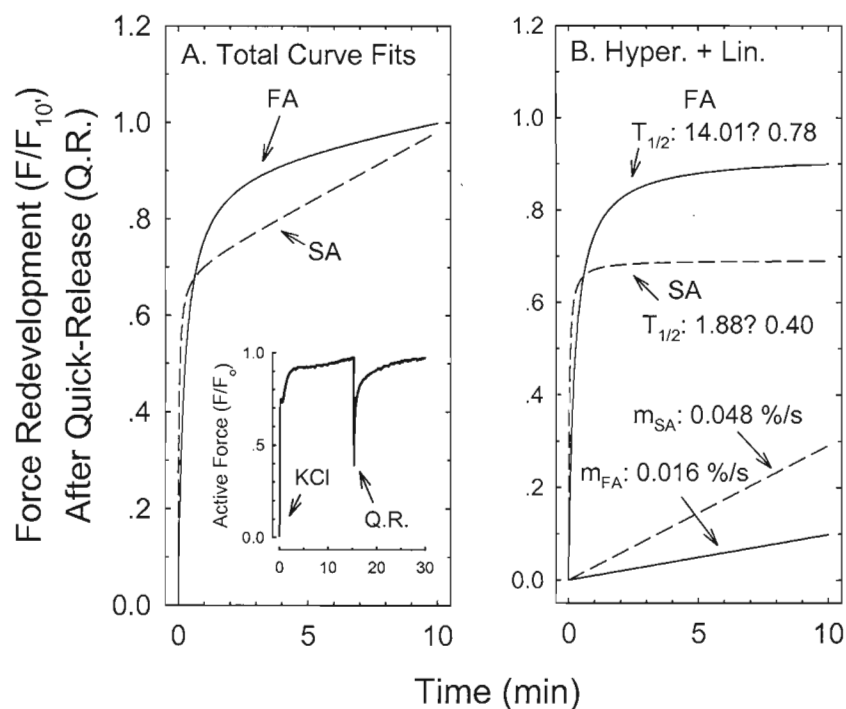 Force Redevelopment (F/F10')
After Quick-Release (Q.R.)
A. Total Curve Fits
1.2
1.0
.8
.6
.4
.2
0.0
FA
SA
Active Force (F/Fo)
1.0
.5
0.0
KCl
Q.R.
0 10 20 30
0 5 10
B. Hyper. + Lin.
1.2
1.0
.8
.6
.4
.2
0.0
FA
T1/2: 14.01? 0.78
SA
T1/2: 1.88? 0.40
mSA: 0.048 %/s
mFA: 0.016 %/s
0 5 10
Time (min)